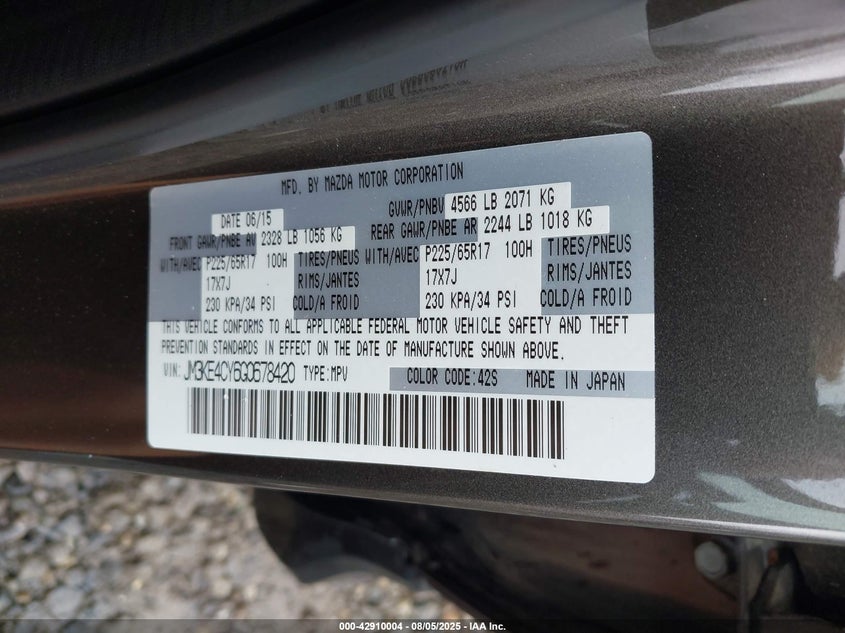 MFD. BY MAZDA MOTOR CORPORATION
DATE 06/15 GVWR/PNBV 4566 LB 2071 KG
FRONT GAWR/PNBE AV 2328 LB 1056 KG REAR GAWR/PNBE AR 2244 LB 1018 KG
WITH/AVEC P225/65R17 100H TIRES/PNEUS WITH/AVEC P225/65R17 100H TIRES/PNEUS
17X7J RIMS/JANTES 17X7J RIMS/JANTES
230 KPA/34 PSI COLD/A FROID 230 KPA/34 PSI COLD/A FROID
THIS VEHICLE CONFORMS TO ALL APPLICABLE FEDERAL MOTOR VEHICLE SAFETY AND THEFT
PREVENTION STANDARDS IN EFFECT ON THE DATE OF MANUFACTURE SHOWN ABOVE.
VIN: JM3KE4CY6G0578420 TYPE:MPV COLOR CODE:42S MADE IN JAPAN
000-42910004 - 08/05/2025 - IAA Inc.